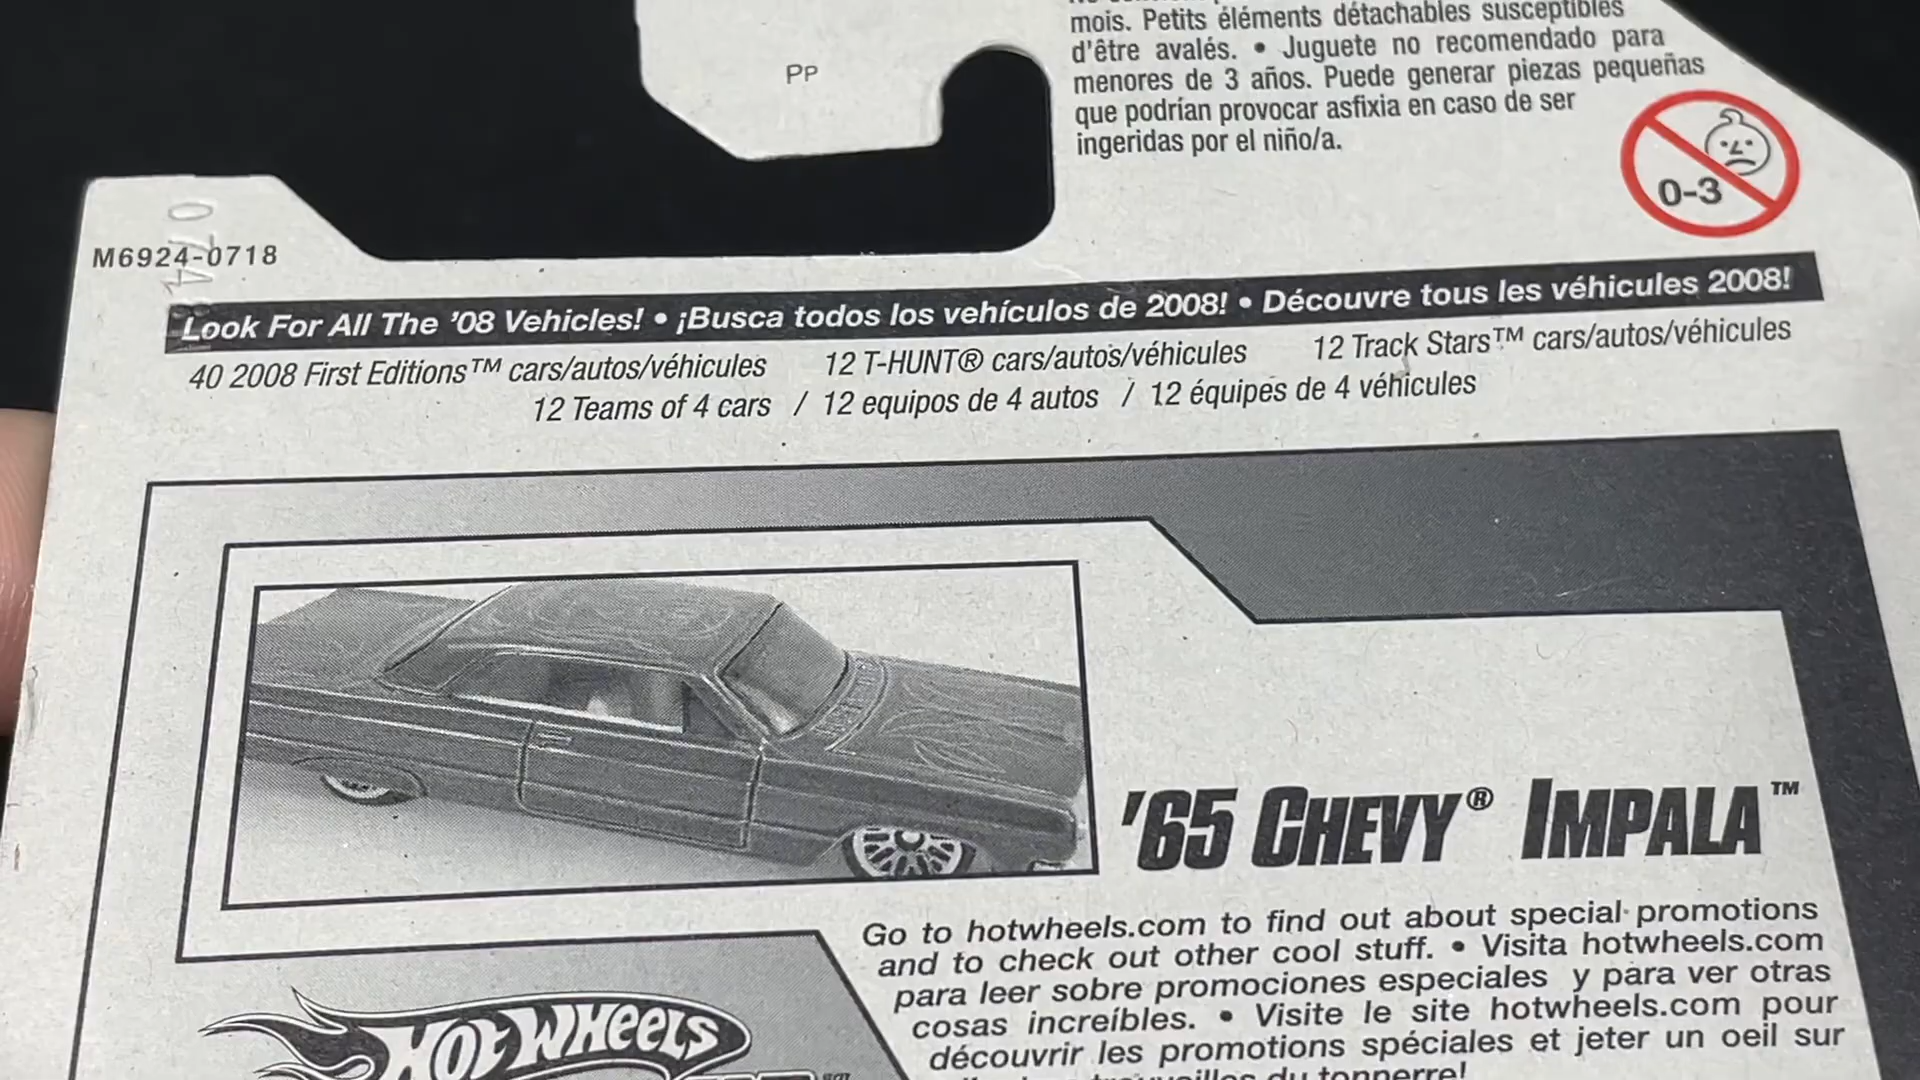 mois. Petits éléments détachables susceptibles
d'être avalés. • Juguete no recomendado para
menores de 3 años. Puede generar piezas pequeñas
que podrían provocar asfixia en caso de ser
ingeridas por el niño/a.
PP
0-3
M6924-0718
Look For All The '08 Vehicles! • ¡Busca todos los vehículos de 2008! • Découvre tous les véhicules 2008!
40 2008 First Editions™ cars/autos/véhicules 12 T-HUNT® cars/autos/véhicules 12 Track Stars™ cars/autos/véhicules
12 Teams of 4 cars / 12 equipos de 4 autos / 12 équipes de 4 véhicules
'65 CHEVY® IMPALA™
Go to hotwheels.com to find out about special promotions
and to check out other cool stuff. • Visita hotwheels.com
para leer sobre promociones especiales y para ver otras
cosas increíbles. • Visite le site hotwheels.com pour
découvrir les promotions spéciales et jeter un oeil sur
du tonnerre!
HOT WHEELS